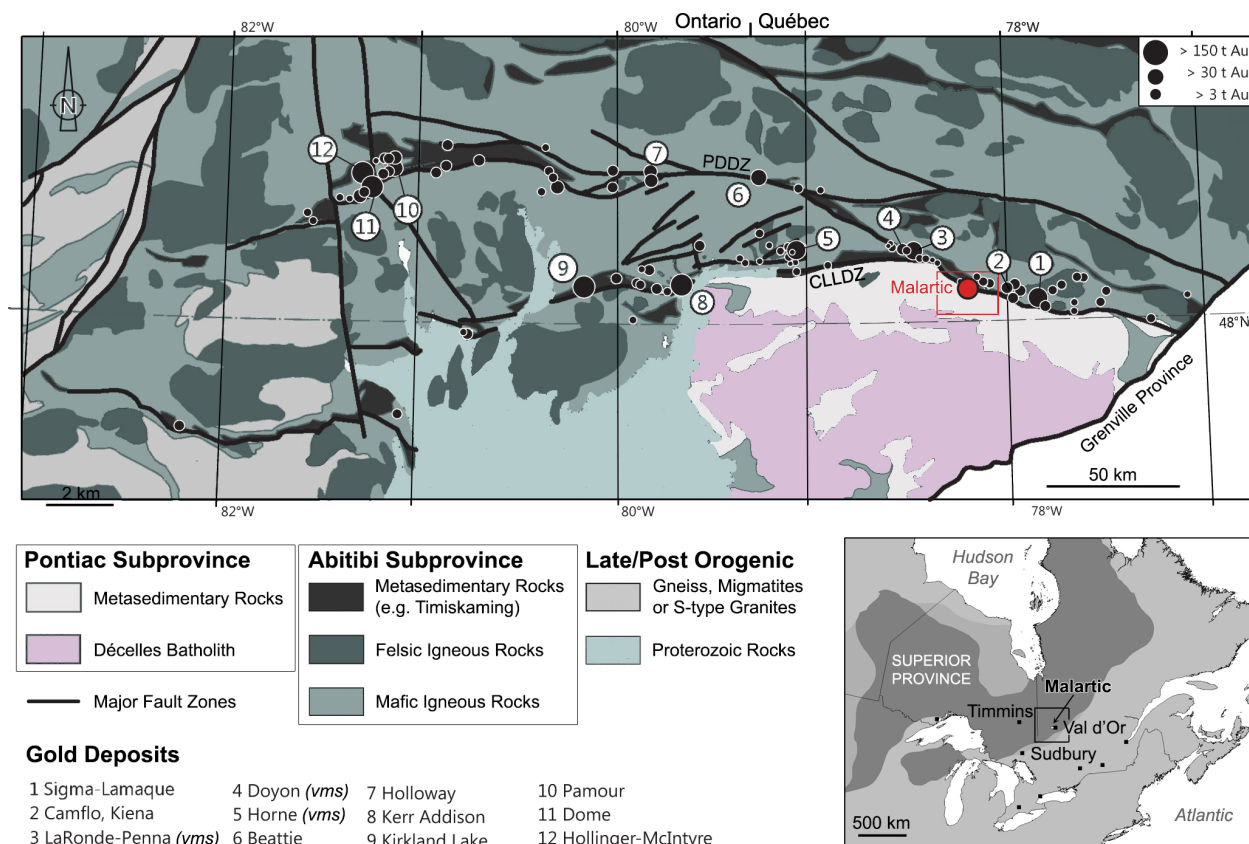 Ontario Québec
82°W
80°W
78°W
> 150 t Au
> 30 t Au
> 3 t Au
N
12
7
PDDZ
6
10
11
4
3
5
2
1
9
CLLDZ
Malartic
8
48°N
Grenville Province
2 km
50 km
82°W
80°W
78°W
Pontiac Subprovince
Metasedimentary Rocks
Décelles Batholith
Major Fault Zones
Abitibi Subprovince
Metasedimentary Rocks
(e.g. Timiskaming)
Felsic Igneous Rocks
Mafic Igneous Rocks
Late/Post Orogenic
Gneiss, Migmatites
or S-type Granites
Proterozoic Rocks
Gold Deposits
1 Sigma-Lamaque
2 Camflo, Kiena
3 LaRonde-Penna (vms)
4 Doyon (vms)
5 Horne (vms)
6 Beattie
7 Holloway
8 Kerr Addison
9 Kirkland Lake
10 Pamour
11 Dome
12 Hollinger-McIntyre
Hudson
Bay
SUPERIOR
PROVINCE
Malartic
Timmins
Val d'Or
Sudbury
Atlantic
500 km